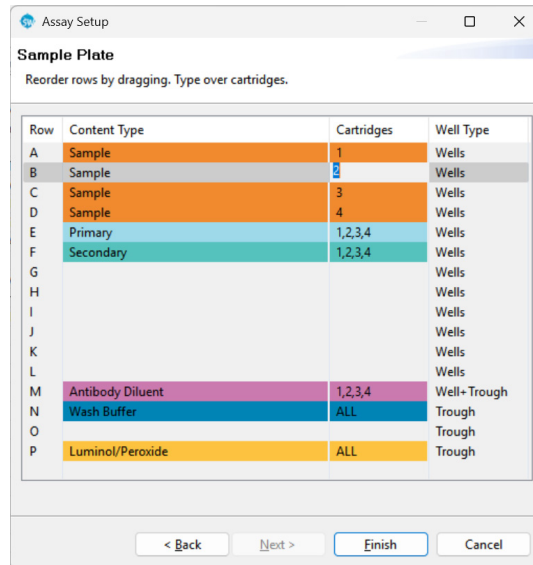 SW Assay Setup
Sample Plate
Reorder rows by dragging. Type over cartridges.
Row Content Type Cartridges Well Type
A Sample 1 Wells
B Sample 2 Wells
C Sample 3 Wells
D Sample 4 Wells
E Primary 1,2,3,4 Wells
F Secondary 1,2,3,4 Wells
G Wells
H Wells
I Wells
J Wells
K Wells
L Wells
M Antibody Diluent 1,2,3,4 Well+Trough
N Wash Buffer ALL Trough
O Trough
P Luminol/Peroxide ALL Trough
< Back Next > Finish Cancel